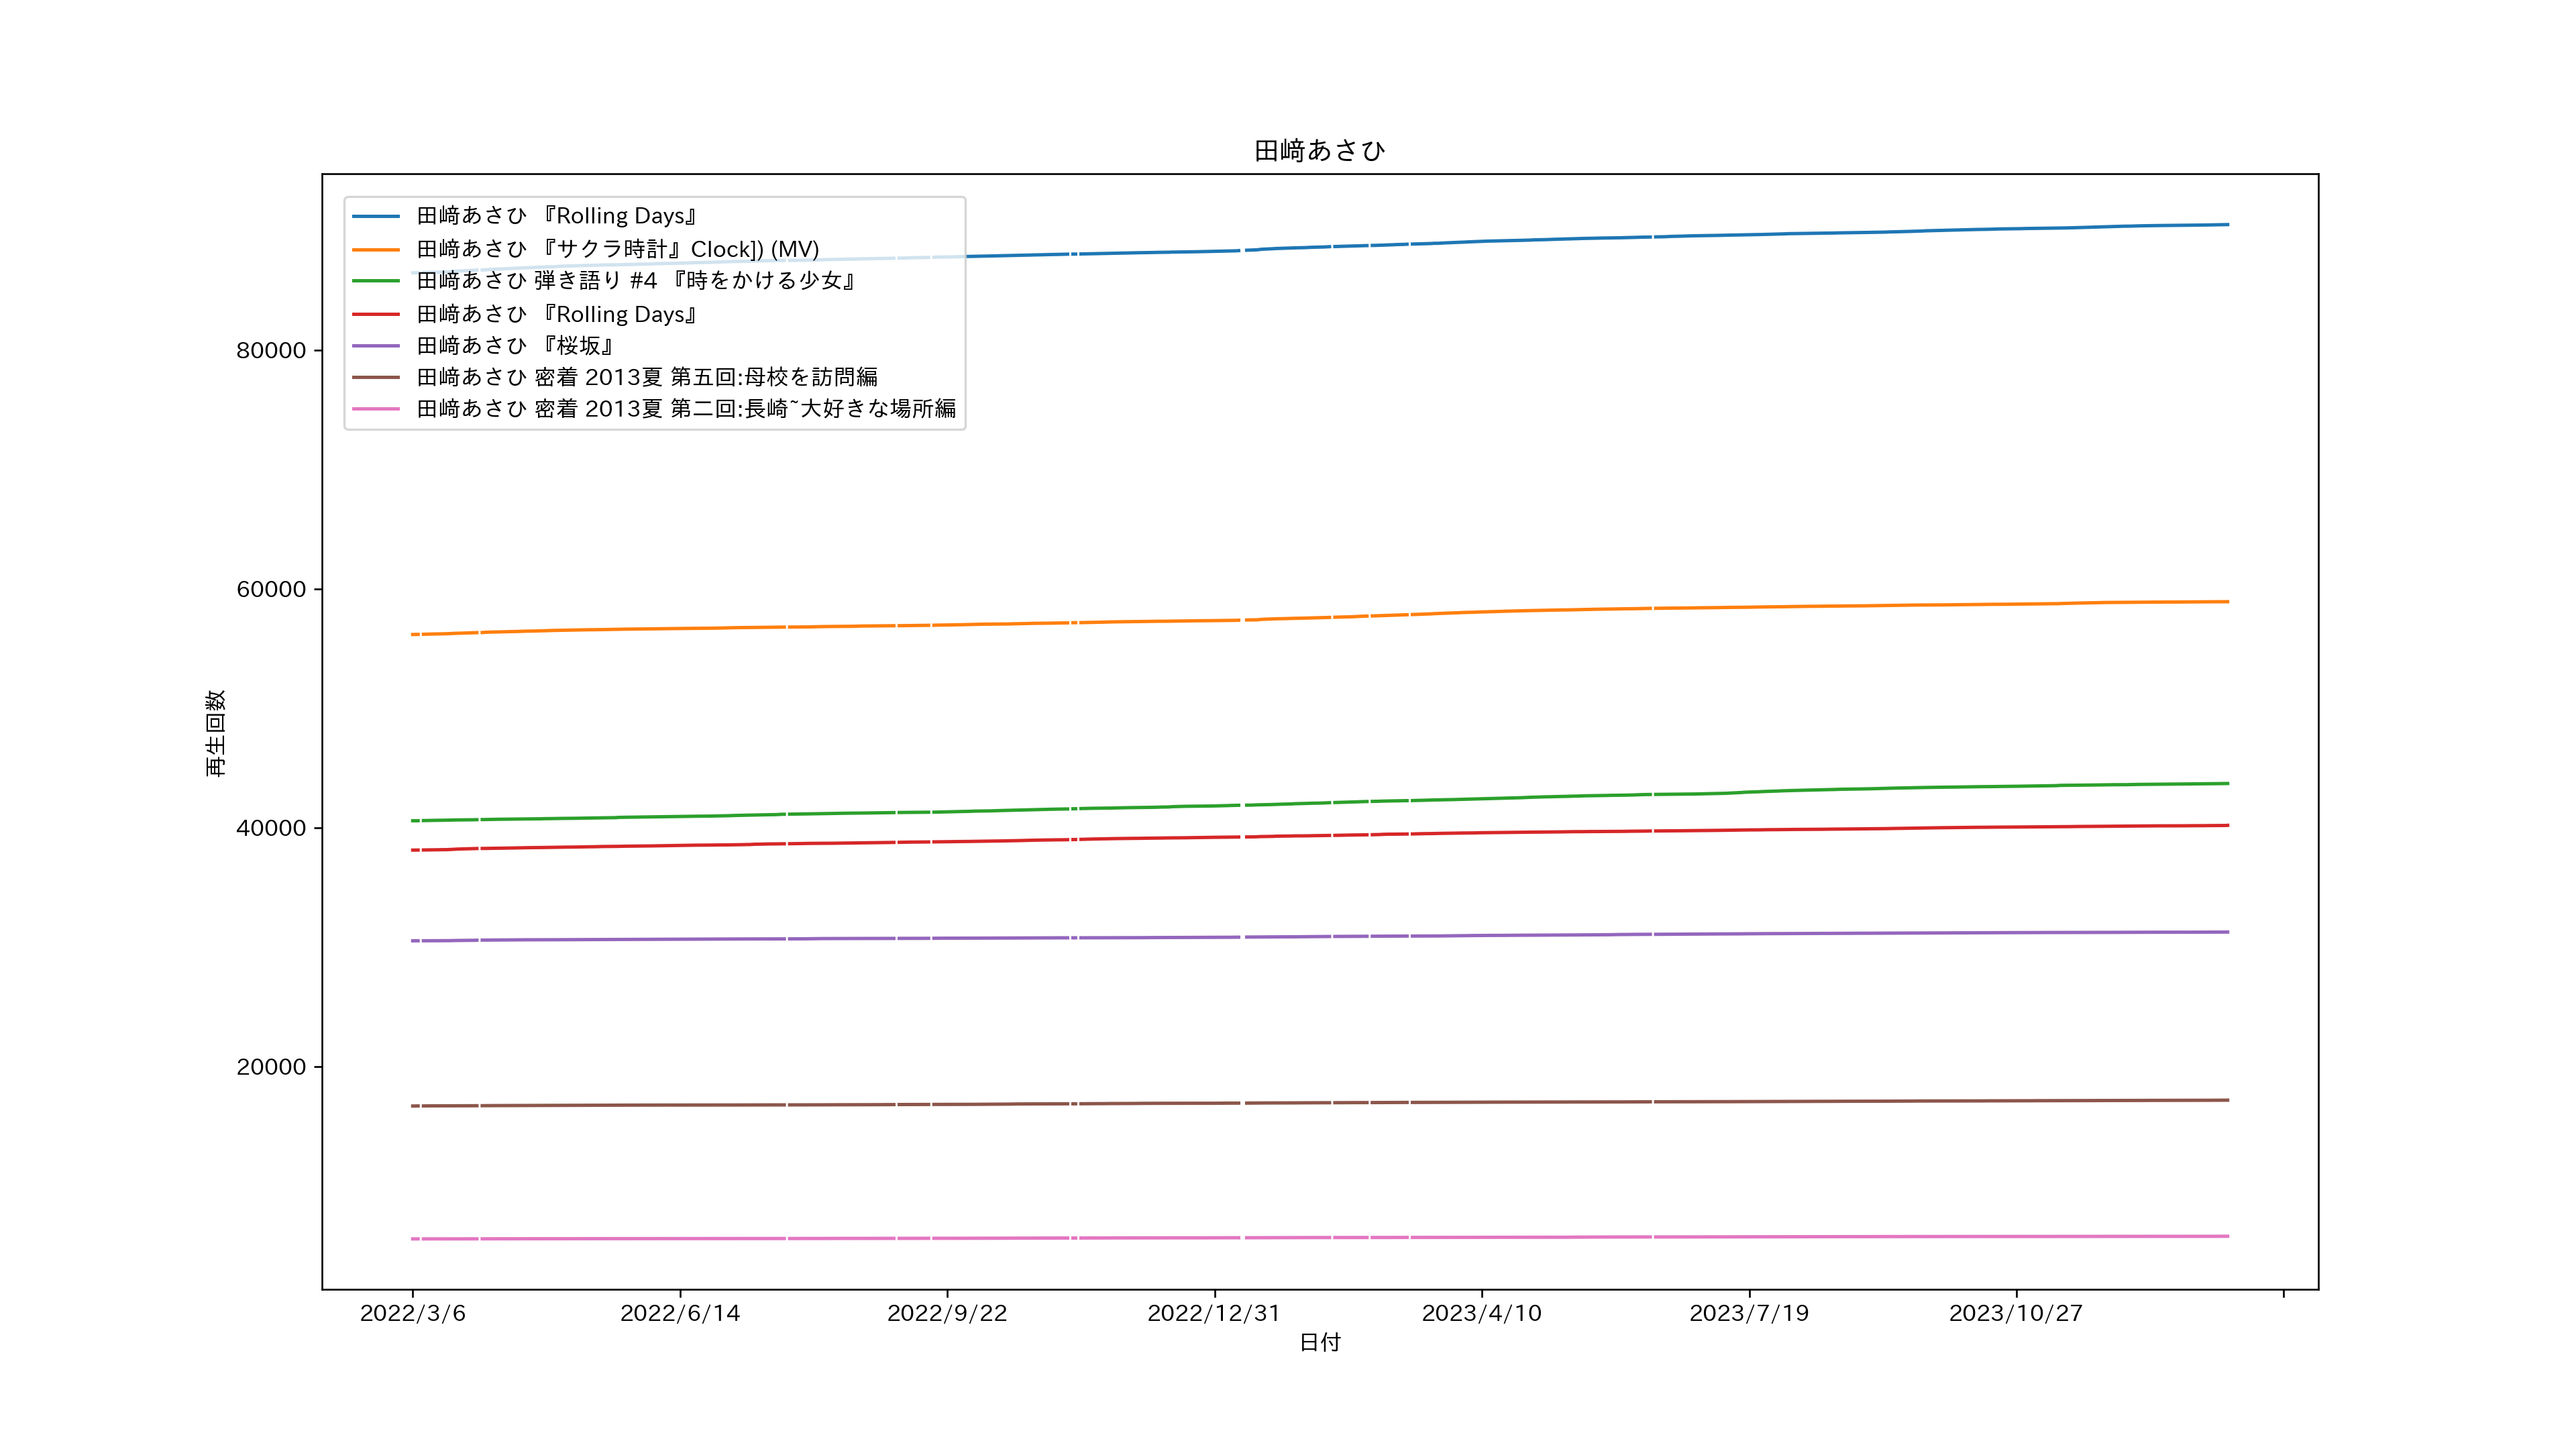 田﨑あさひ
田﨑あさひ 『Rolling Days』
田﨑あさひ 『サクラ時計』Clock]) (MV)
田﨑あさひ 弾き語り #4 『時をかける少女』
田﨑あさひ 『Rolling Days』
田﨑あさひ 『桜坂』
田﨑あさひ 密着 2013夏 第五回:母校を訪問編
田﨑あさひ 密着 2013夏 第二回:長崎~大好きな場所編
80000
60000
40000
20000
再生回数
2022/3/6 2022/6/14 2022/9/22 2022/12/31 2023/4/10 2023/7/19 2023/10/27
日付